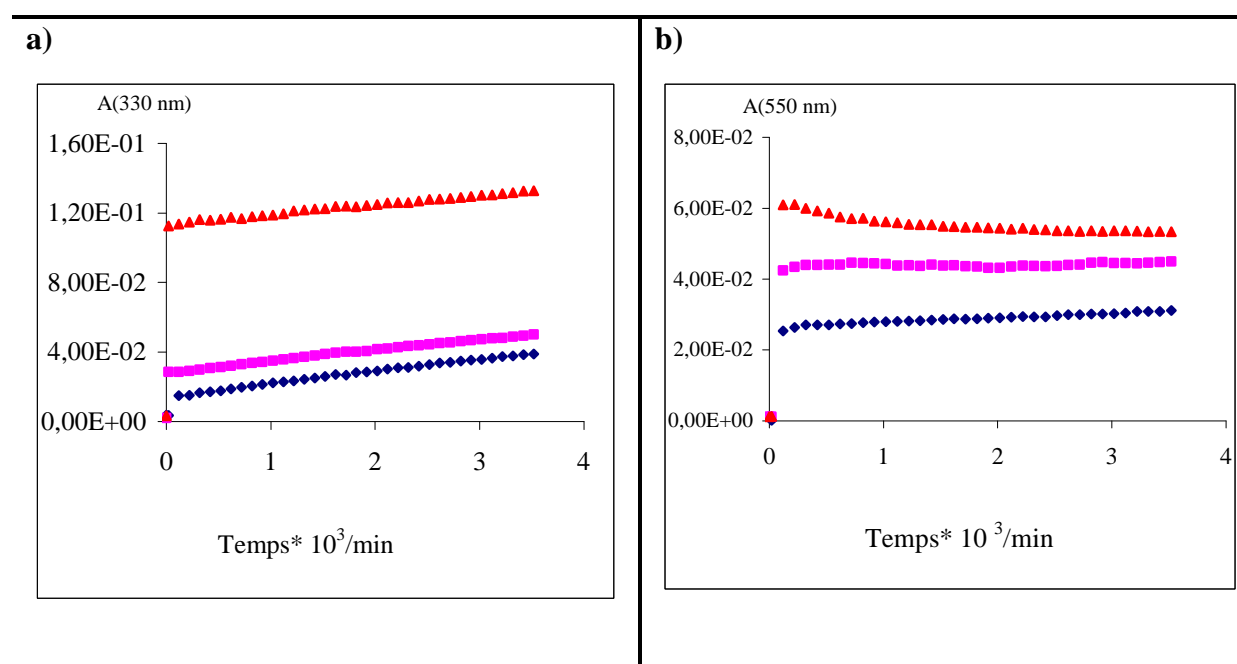 a)
A(330 nm)
1,60E-01
1,20E-01
8,00E-02
4,00E-02
0,00E+00
0 1 2 3 4
Temps* 10³/min
b)
A(550 nm)
8,00E-02
6,00E-02
4,00E-02
2,00E-02
0,00E+00
0 1 2 3 4
Temps* 10 ³/min